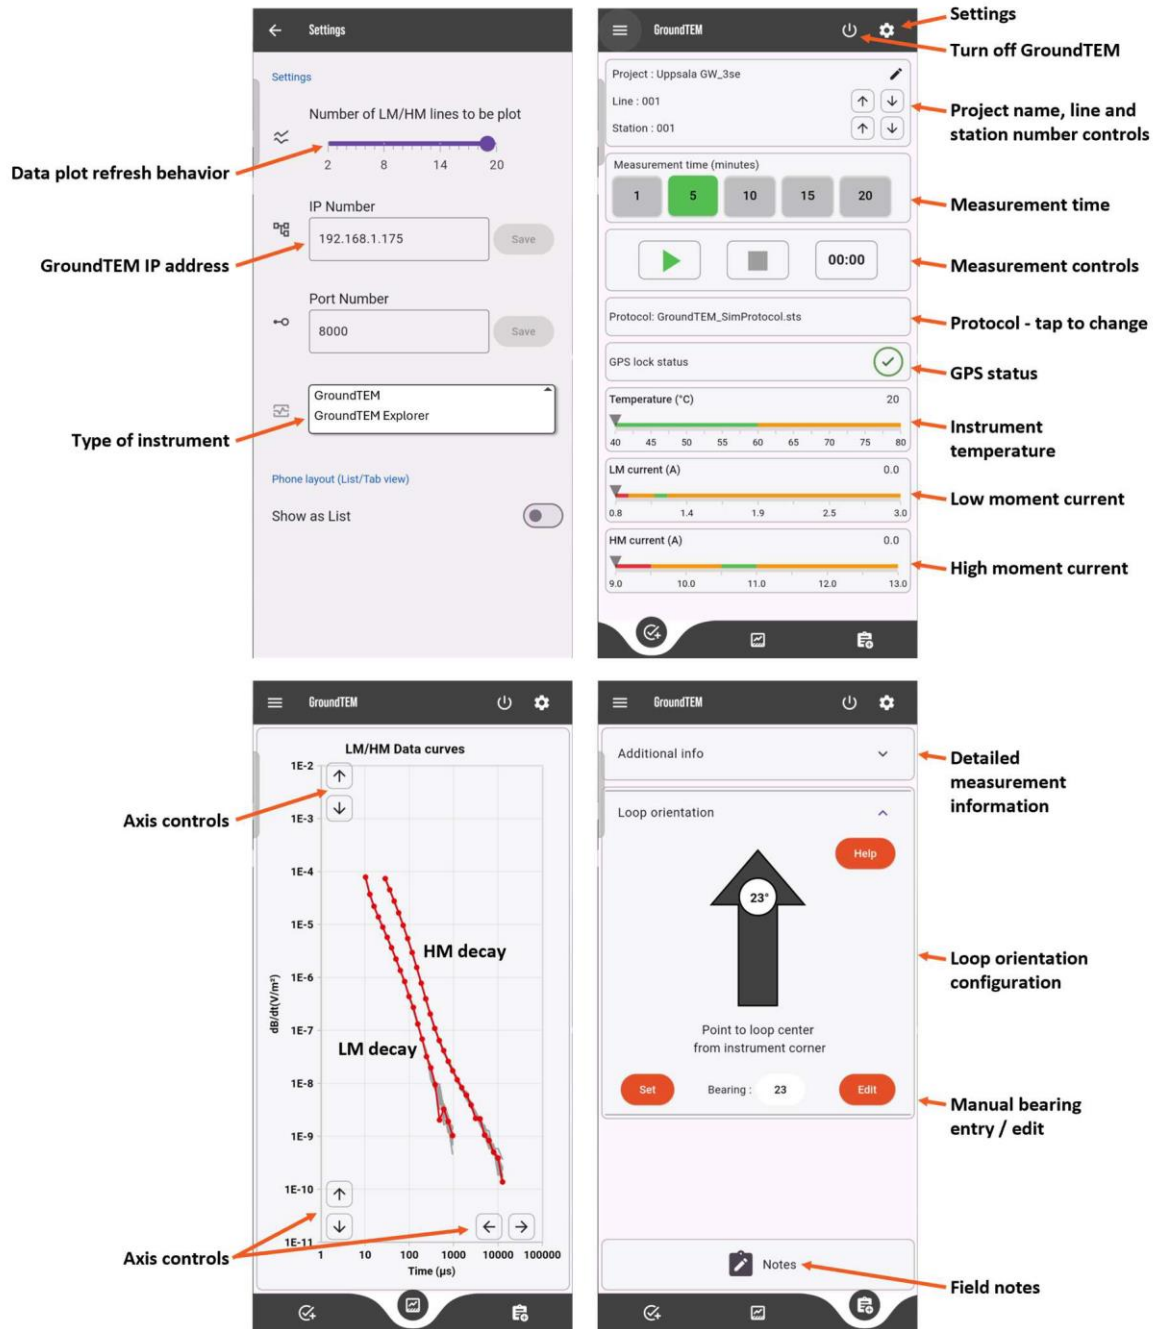 Settings
Settings
Number of LM/HM lines to be plot
2 8 14 20
Data plot refresh behavior
IP Number
192.168.1.175
Save
GroundTEM IP address
Port Number
8000
Save
GroundTEM
GroundTEM Explorer
Type of instrument
Phone layout (List/Tab view)
Show as List
GroundTEM
Settings
Turn off GroundTEM
Project : Uppsala GW_3se
Line : 001
Station : 001
Project name, line and
station number controls
Measurement time (minutes)
1 5 10 15 20
Measurement time
00:00
Measurement controls
Protocol: GroundTEM_SimProtocol.sts
Protocol - tap to change
GPS lock status
GPS status
Temperature (°C) 20
40 45 50 55 60 65 70 75 80
Instrument
temperature
LM current (A) 0.0
0.8 1.4 1.9 2.5 3.0
Low moment current
HM current (A) 0.0
9.0 10.0 11.0 12.0 13.0
High moment current
GroundTEM
LM/HM Data curves
1E-2
1E-3
1E-4
1E-5
1E-6
1E-7
1E-8
1E-9
1E-10
1E-11
dB/dt(V/m²)
HM decay
LM decay
1 10 100 1000 10000 100000
Time (µs)
Axis controls
Axis controls
GroundTEM
Additional info
Detailed
measurement
information
Loop orientation
Help
23°
Loop orientation
configuration
Point to loop center
from instrument corner
Set Bearing : 23 Edit
Manual bearing
entry / edit
Notes
Field notes